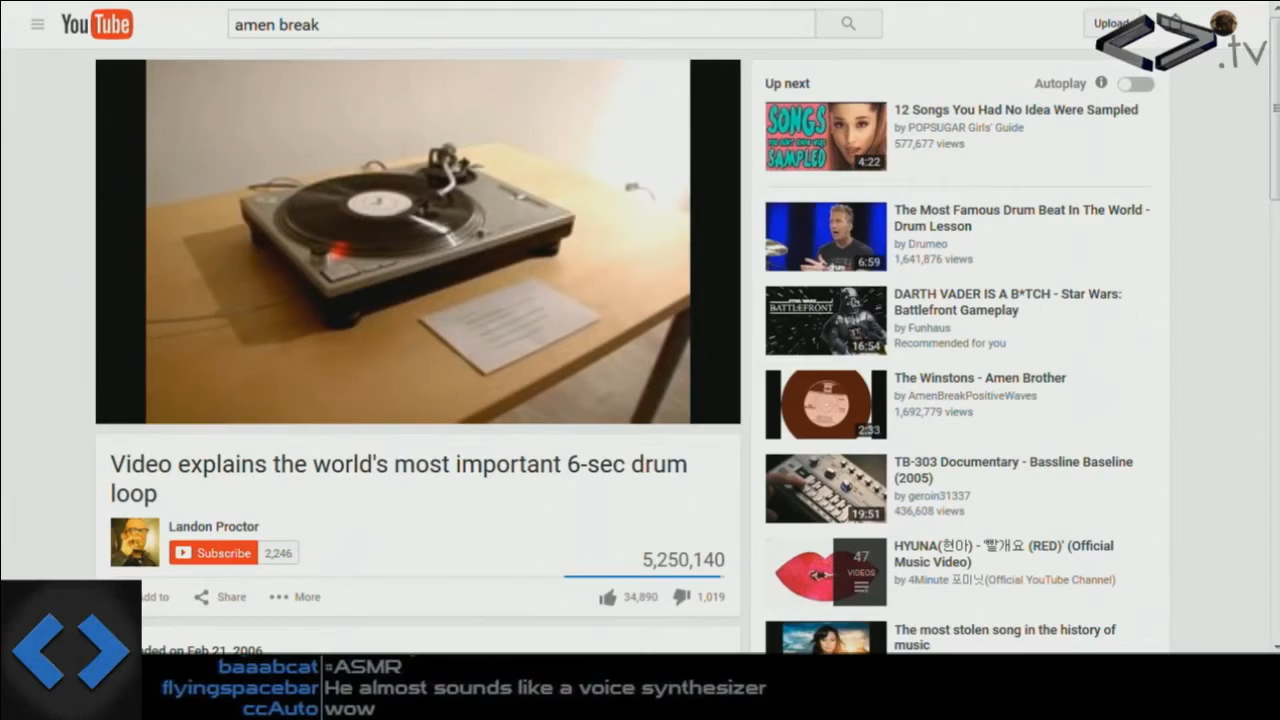 YouTube
amen break
Upload
.tv
Up next
Autoplay
SONGS
SAMPLED
4:22
12 Songs You Had No Idea Were Sampled
by POPSUGAR Girls' Guide
577,677 views
6:59
The Most Famous Drum Beat In The World -
Drum Lesson
by Drumeo
1,641,876 views
BATTLEFRONT
16:54
DARTH VADER IS A B*TCH - Star Wars:
Battlefront Gameplay
by Funhaus
Recommended for you
2:33
The Winstons - Amen Brother
by AmenBreakPositiveWaves
1,692,779 views
19:51
TB-303 Documentary - Bassline Baseline
(2005)
by geroin31337
436,608 views
47
VIDEOS
HYUNA(현아) - '빨개요 (RED)' (Official
Music Video)
by 4Minute 포미닛(Official YouTube Channel)
The most stolen song in the history of
music
Video explains the world's most important 6-sec drum
loop
Landon Proctor
Subscribe 2,246
5,250,140
dd to Share More
34,890 1,019
ded on Feb 21, 2006
baaabcat =ASMR
flyingspacebar He almost sounds like a voice synthesizer
ccAuto wow